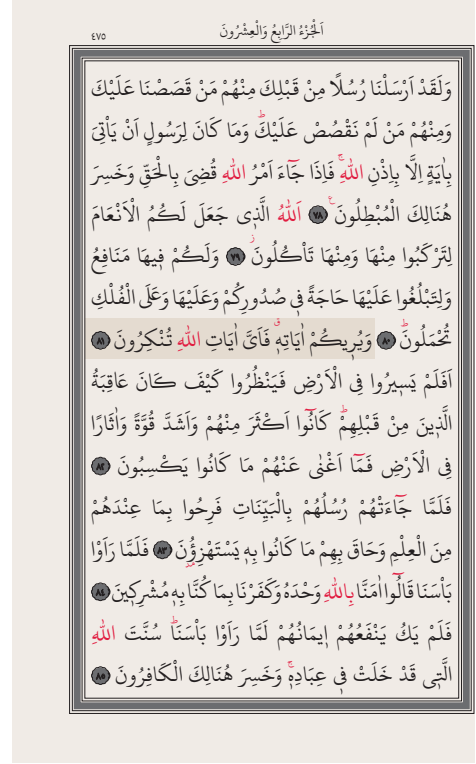 اَلْجُزْءُ الرَّابِعُ وَالْعِشْرُونَ
٤٧٥
وَلَقَدْ اَرْسَلْنَا رُسُلًا مِنْ قَبْلِكَ مِنْهُمْ مَنْ قَصَصْنَا عَلَيْكَ
وَمِنْهُمْ مَنْ لَمْ نَقْصُصْ عَلَيْكَۜ وَمَا كَانَ لِرَسُولٍ اَنْ يَأْتِيَ
بِاٰيَةٍ اِلَّا بِاِذْنِ اللّٰهِۚ فَاِذَا جَٓاءَ اَمْرُ اللّٰهِ قُضِيَ بِالْحَقِّ وَخَسِرَ
هُنَالِكَ الْمُبْطِلُونَ۟ ﴿٧٨﴾ اَللّٰهُ الَّذ۪ي جَعَلَ لَكُمُ الْاَنْعَامَ
لِتَرْكَبُوا مِنْهَا وَمِنْهَا تَأْكُلُونَۘ ﴿٧٩﴾ وَلَكُمْ ف۪يهَا مَنَافِعُ
وَلِتَبْلُغُوا عَلَيْهَا حَاجَةً ف۪ي صُدُورِكُمْ وَعَلَيْهَا وَعَلَى الْفُلْكِ
تُحْمَلُونَۜ ﴿٨٠﴾ وَيُر۪يكُمْ اٰيَاتِه۪ۗ فَاَيَّ اٰيَاتِ اللّٰهِ تُنْكِرُونَ ﴿٨١﴾
اَفَلَمْ يَس۪يرُوا فِي الْاَرْضِ فَيَنْظُرُوا كَيْفَ كَانَ عَاقِبَةُ
الَّذ۪ينَ مِنْ قَبْلِهِمْۜ كَانُٓوا اَكْثَرَ مِنْهُمْ وَاَشَدَّ قُوَّةً وَاٰثَارًا
فِي الْاَرْضِ فَمَٓا اَغْنٰى عَنْهُمْ مَا كَانُوا يَكْسِبُونَ ﴿٨٢﴾
فَلَمَّا جَٓاءَتْهُمْ رُسُلُهُمْ بِالْبَيِّنَاتِ فَرِحُوا بِمَا عِنْدَهُمْ
مِنَ الْعِلْمِ وَحَاقَ بِهِمْ مَا كَانُوا بِه۪ يَسْتَهْزِؤُ۫نَ ﴿٨٣﴾ فَلَمَّا رَاَوْا
بَأْسَنَا قَالُٓوا اٰمَنَّا بِاللّٰهِ وَحْدَهُ وَكَفَرْنَا بِمَا كُنَّا بِه۪ مُشْرِك۪ينَ ﴿٨٤﴾
فَلَمْ يَكُ يَنْفَعُهُمْ ا۪يمَانُهُمْ لَمَّا رَاَوْا بَأْسَنَاۜ سُنَّتَ اللّٰهِ
الَّت۪ي قَدْ خَلَتْ ف۪ي عِبَادِه۪ۚ وَخَسِرَ هُنَالِكَ الْكَافِرُونَ ﴿٨٥﴾